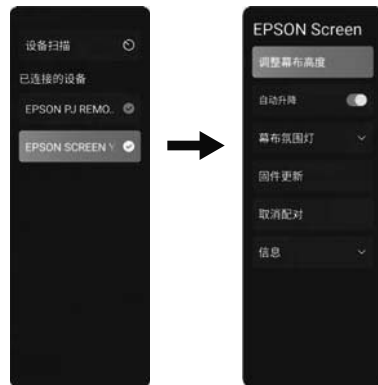 设备扫描
已连接的设备
EPSON PJ REMO..
EPSON SCREEN Y
EPSON Screen
调整幕布高度
自动升降
幕布氛围灯
固件更新
取消配对
信息